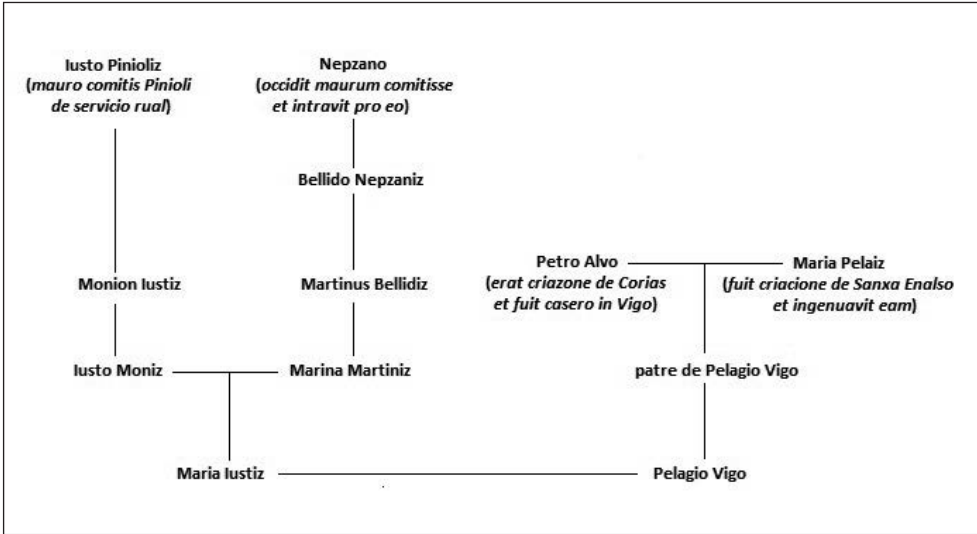 Iusto Pinioliz
(mauro comitis Pinioli
de servicio rual)
Nepzano
(occidit maurum comitisse
et intravit pro eo)
Bellido Nepzaniz
Monion Iustiz
Martinus Bellidiz
Petro Alvo
(erat criazone de Corias
et fuit casero in Vigo)
Maria Pelaiz
(fuit criacione de Sanxa Enalso
et ingenuavit eam)
Iusto Moniz
Marina Martiniz
patre de Pelagio Vigo
Maria Iustiz
Pelagio Vigo